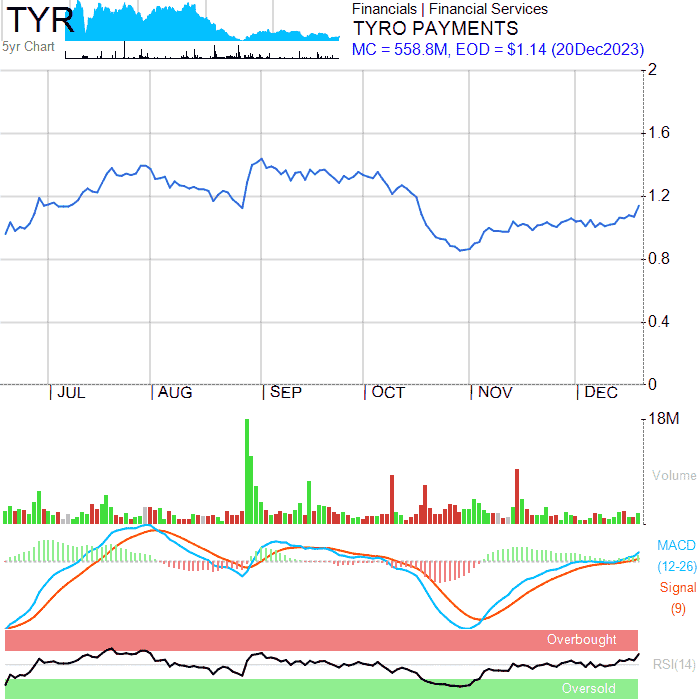 TYR
5yr Chart
Financials | Financial Services
TYRO PAYMENTS
MC = 558.8M, EOD = $1.14 (20Dec2023)
2
1.6
1.2
0.8
0.4
0
JUL AUG SEP OCT NOV DEC
18M
Volume
MACD
(12-26)
Signal
(9)
Overbought
RSI(14)
Oversold